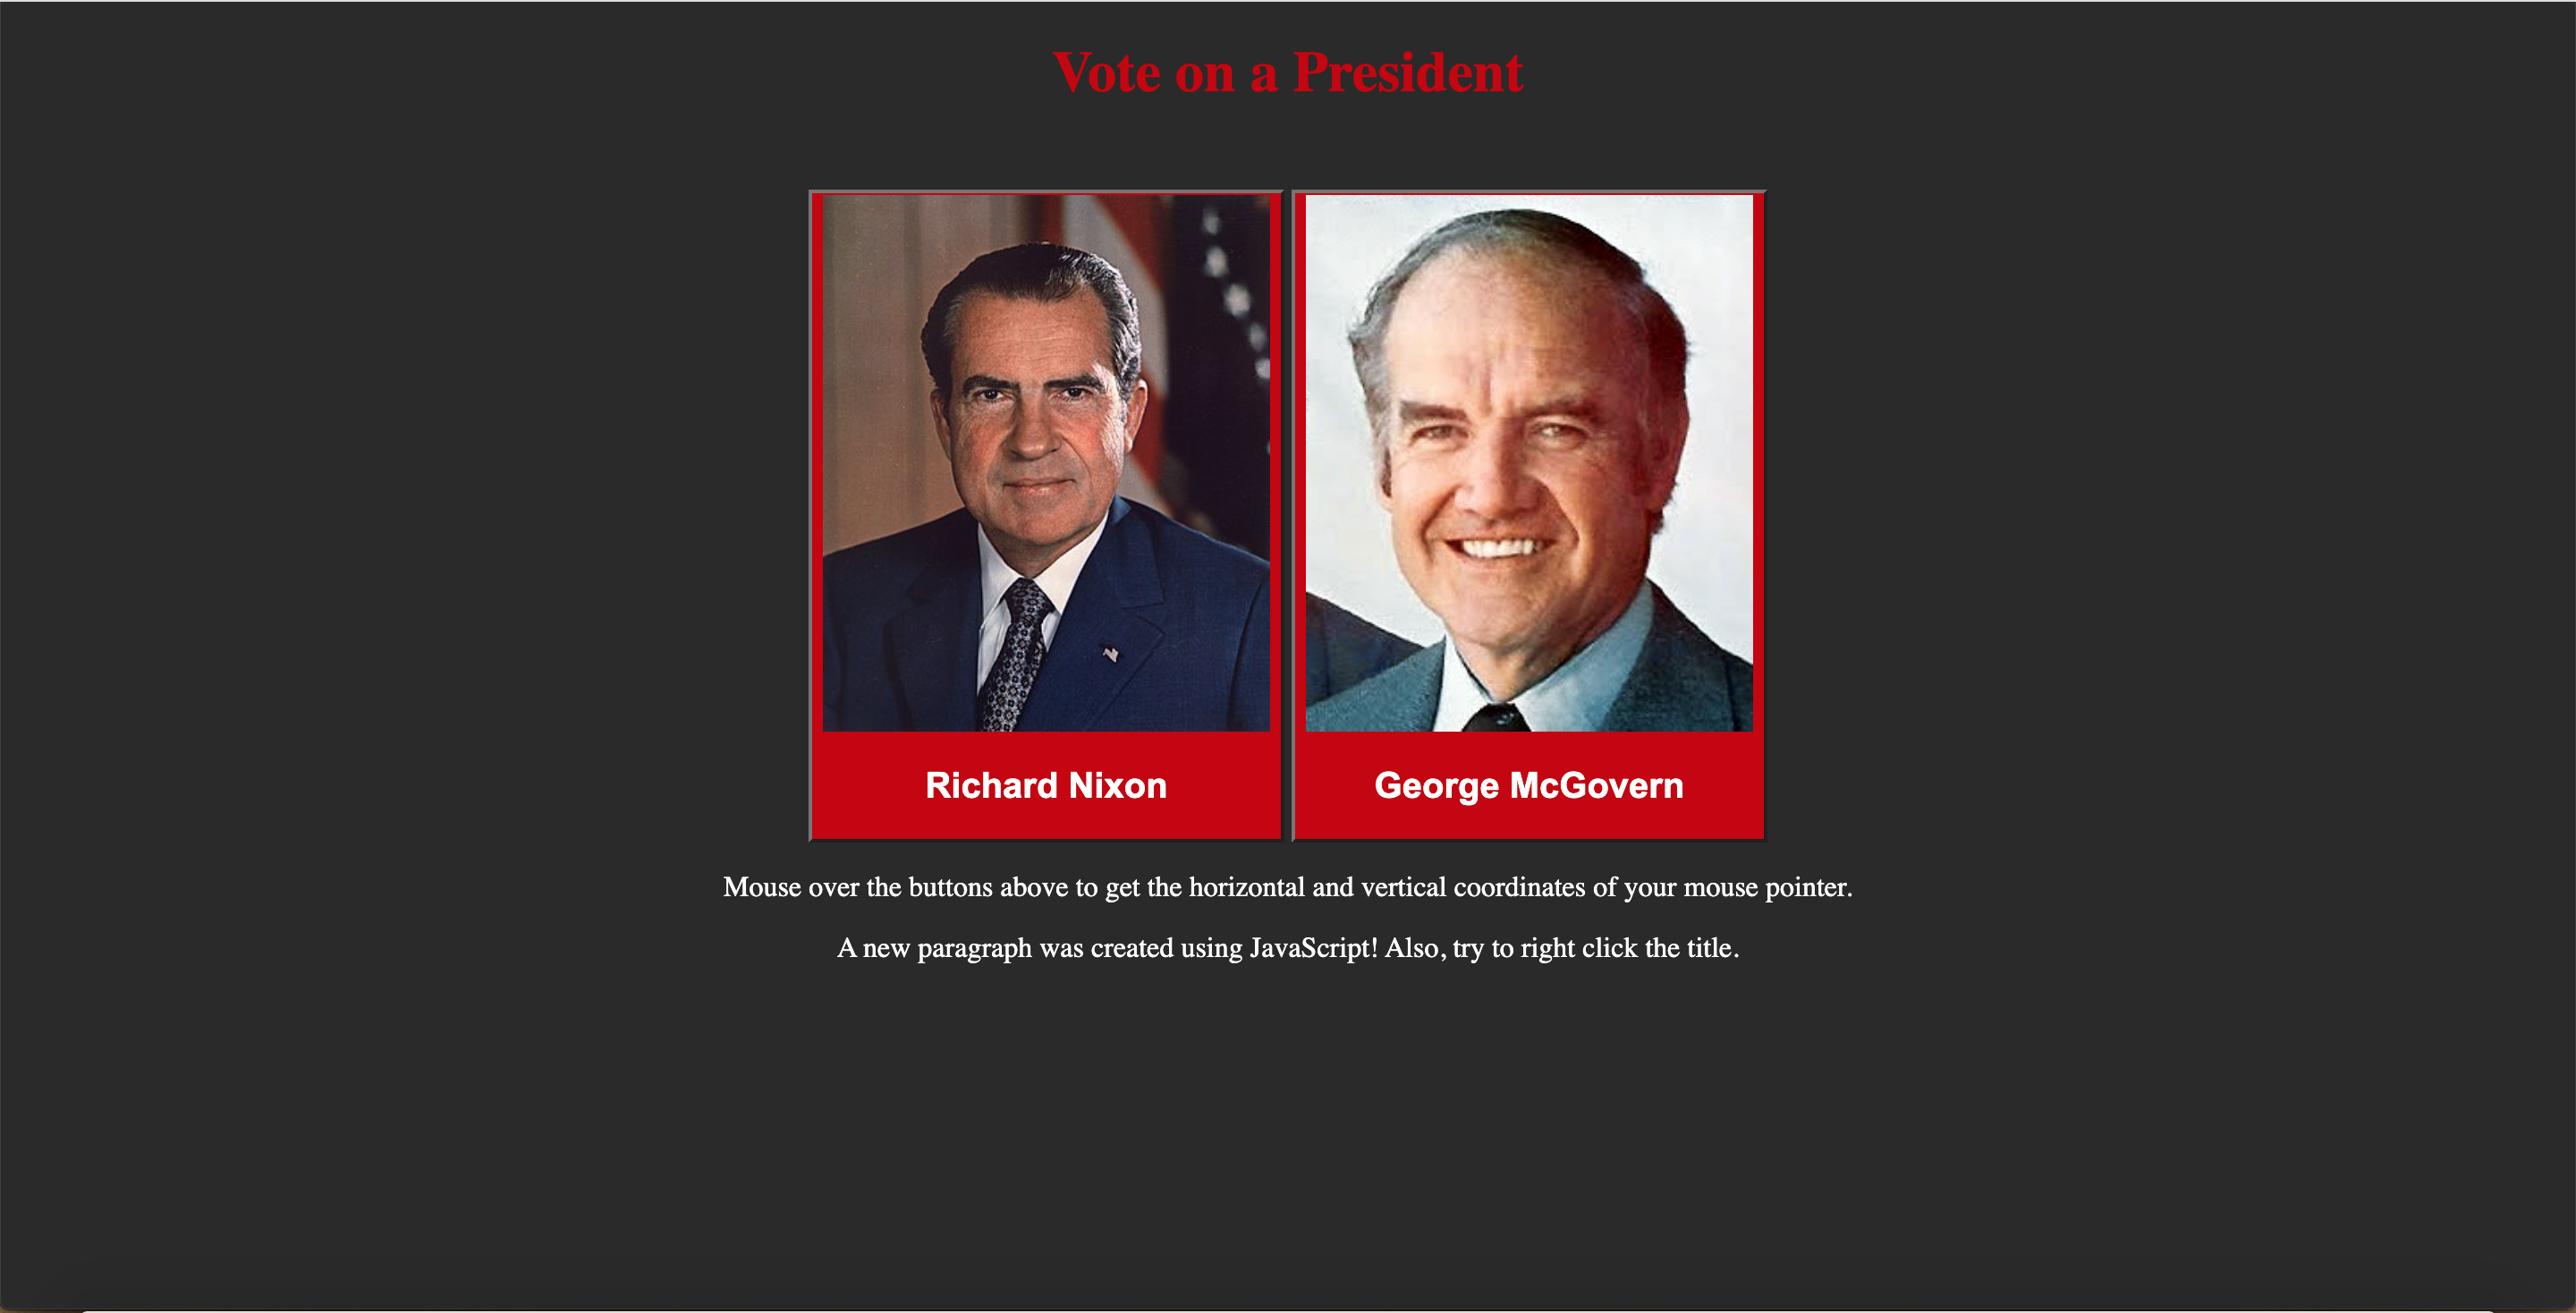 Vote on a President
Richard Nixon
George McGovern
Mouse over the buttons above to get the horizontal and vertical coordinates of your mouse pointer.
A new paragraph was created using JavaScript! Also, try to right click the title.